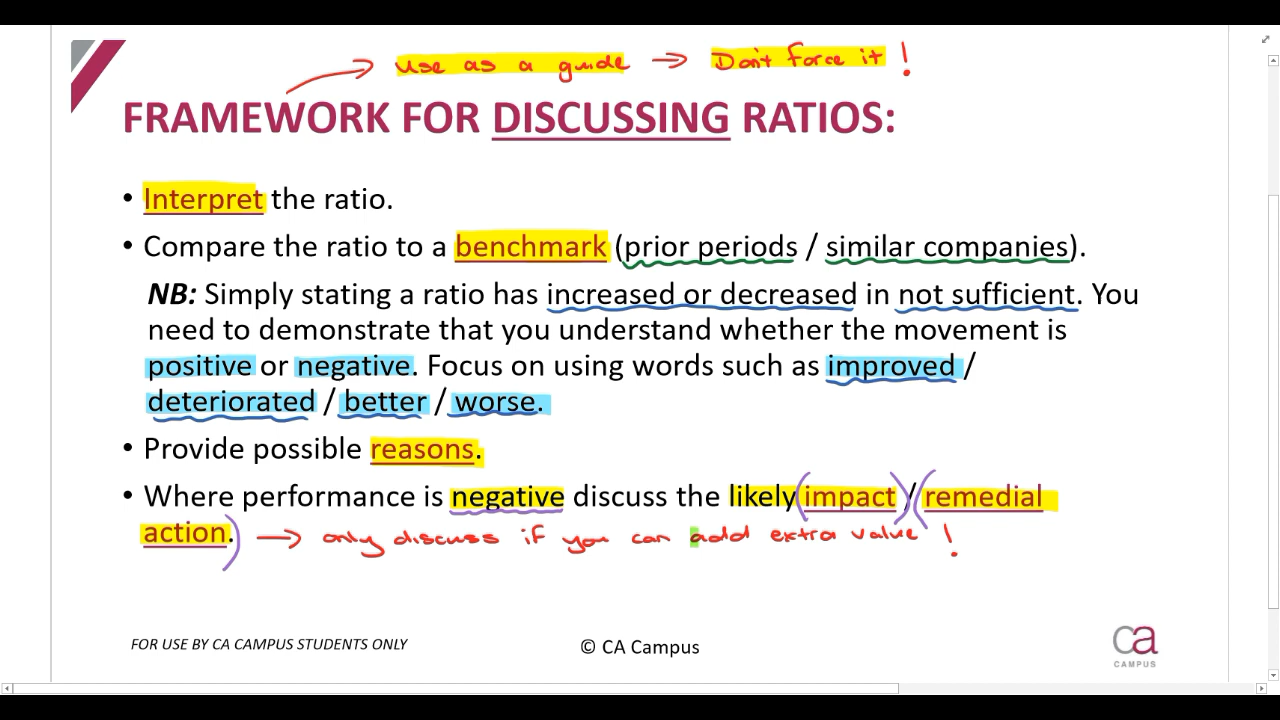 → Use as a guide → Don't force it !
FRAMEWORK FOR DISCUSSING RATIOS:
• Interpret the ratio.
• Compare the ratio to a benchmark (prior periods / similar companies).
NB: Simply stating a ratio has increased or decreased in not sufficient. You
need to demonstrate that you understand whether the movement is
positive or negative. Focus on using words such as improved /
deteriorated / better / worse.
• Provide possible reasons.
• Where performance is negative discuss the likely (impact) / (remedial
action.) → only discuss if you can add extra value !
FOR USE BY CA CAMPUS STUDENTS ONLY
© CA Campus
ca
CAMPUS